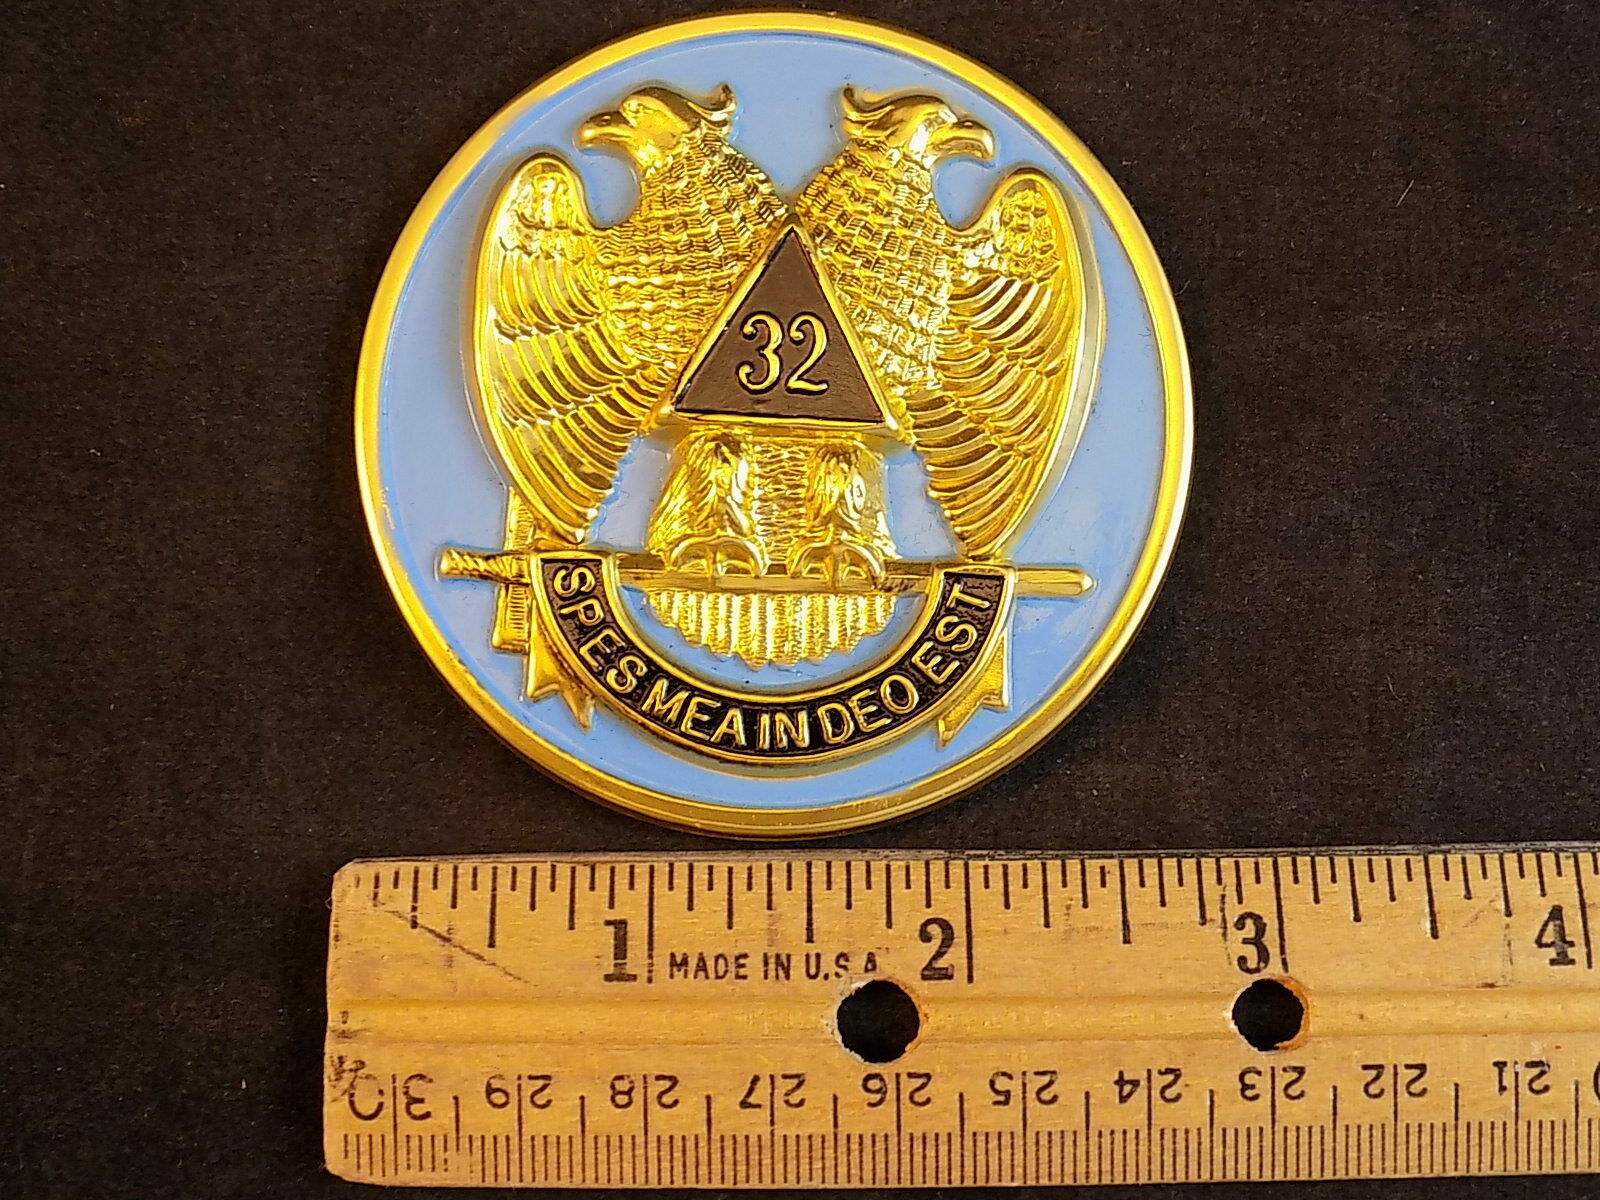 32
SPES MEA IN DEO EST
1 2 3 4
MADE IN U.S.A
30 29 28 27 26 25 24 23 22 21